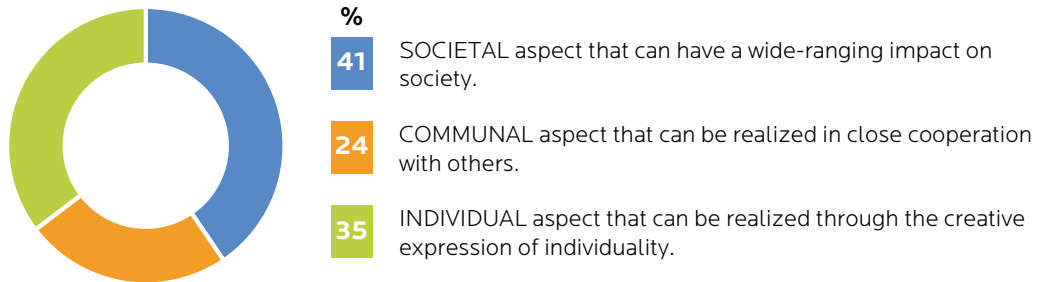 %
41 SOCIETAL aspect that can have a wide-ranging impact on
society.
24 COMMUNAL aspect that can be realized in close cooperation
with others.
35 INDIVIDUAL aspect that can be realized through the creative
expression of individuality.